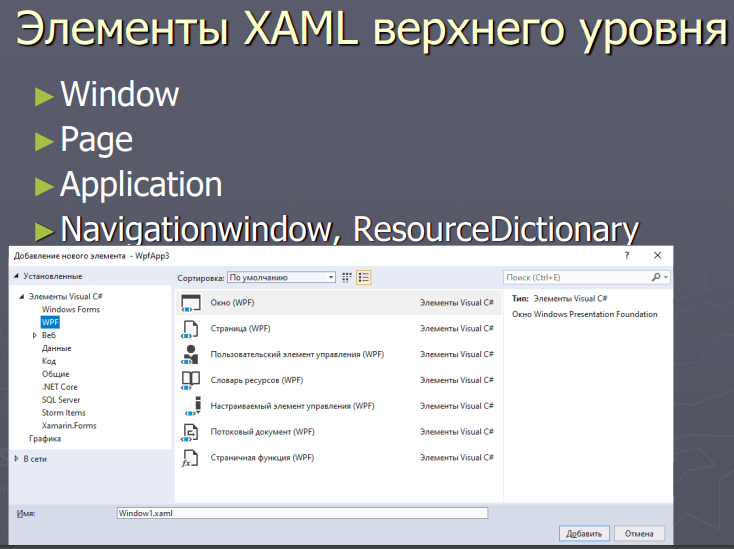 Элементы XAML верхнего уровня
Window
Page
Application
Navigationwindow, ResourceDictionary
Добавление нового элемента - WpfApp3
Установленные
Элементы Visual C#
Windows Forms
WPF
Веб
Данные
Код
Общие
.NET Core
SQL Server
Storm Items
Xamarin.Forms
Графика
В сети
Сортировка: По умолчанию
Поиск (Ctrl+E)
Окно (WPF) Элементы Visual C#
Страница (WPF) Элементы Visual C#
Пользовательский элемент управления (WPF) Элементы Visual C#
Словарь ресурсов (WPF) Элементы Visual C#
Настраиваемый элемент управления (WPF) Элементы Visual C#
Потоковый документ (WPF) Элементы Visual C#
Страничная функция (WPF) Элементы Visual C#
Тип: Элементы Visual C#
Окно Windows Presentation Foundation
Имя: Window1.xaml
Добавить Отмена